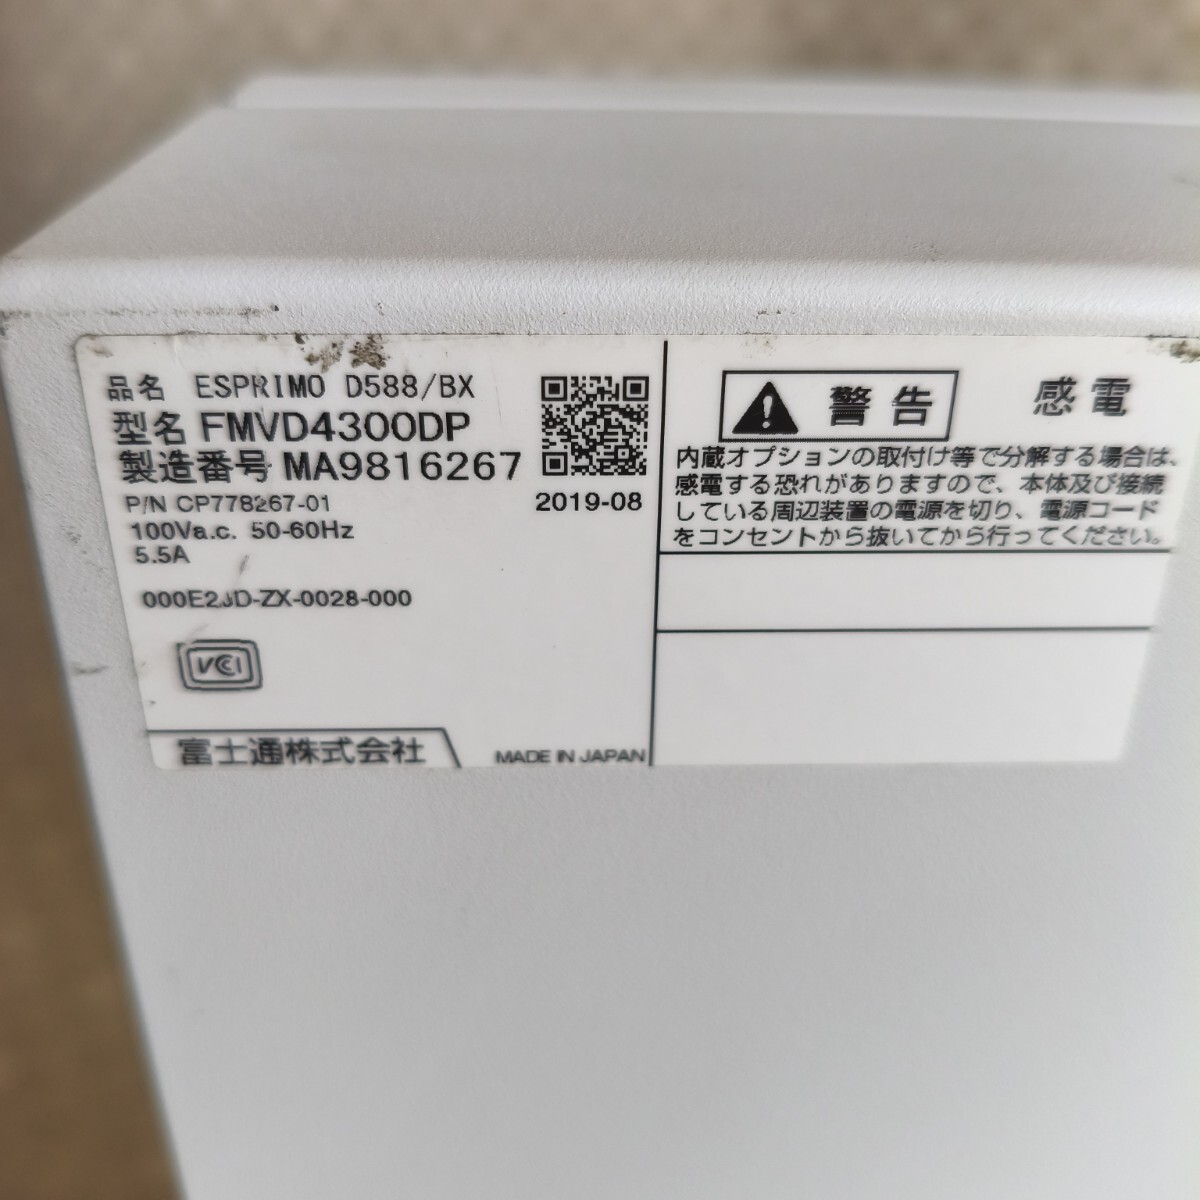 品名 ESPRIMO D588/BX
型名 FMVD4300DP
製造番号 MA9816267
P/N CP778267-01
2019-08
100Va.c. 50-60Hz
5.5A
000E2JD-ZX-0028-000
VCCI
富士通株式会社
MADE IN JAPAN
警告 感電
内蔵オプションの取付け等で分解する場合は、
感電する恐れがありますので、本体及び接続
している周辺装置の電源を切り、電源コード
をコンセントから抜いてから行ってください。